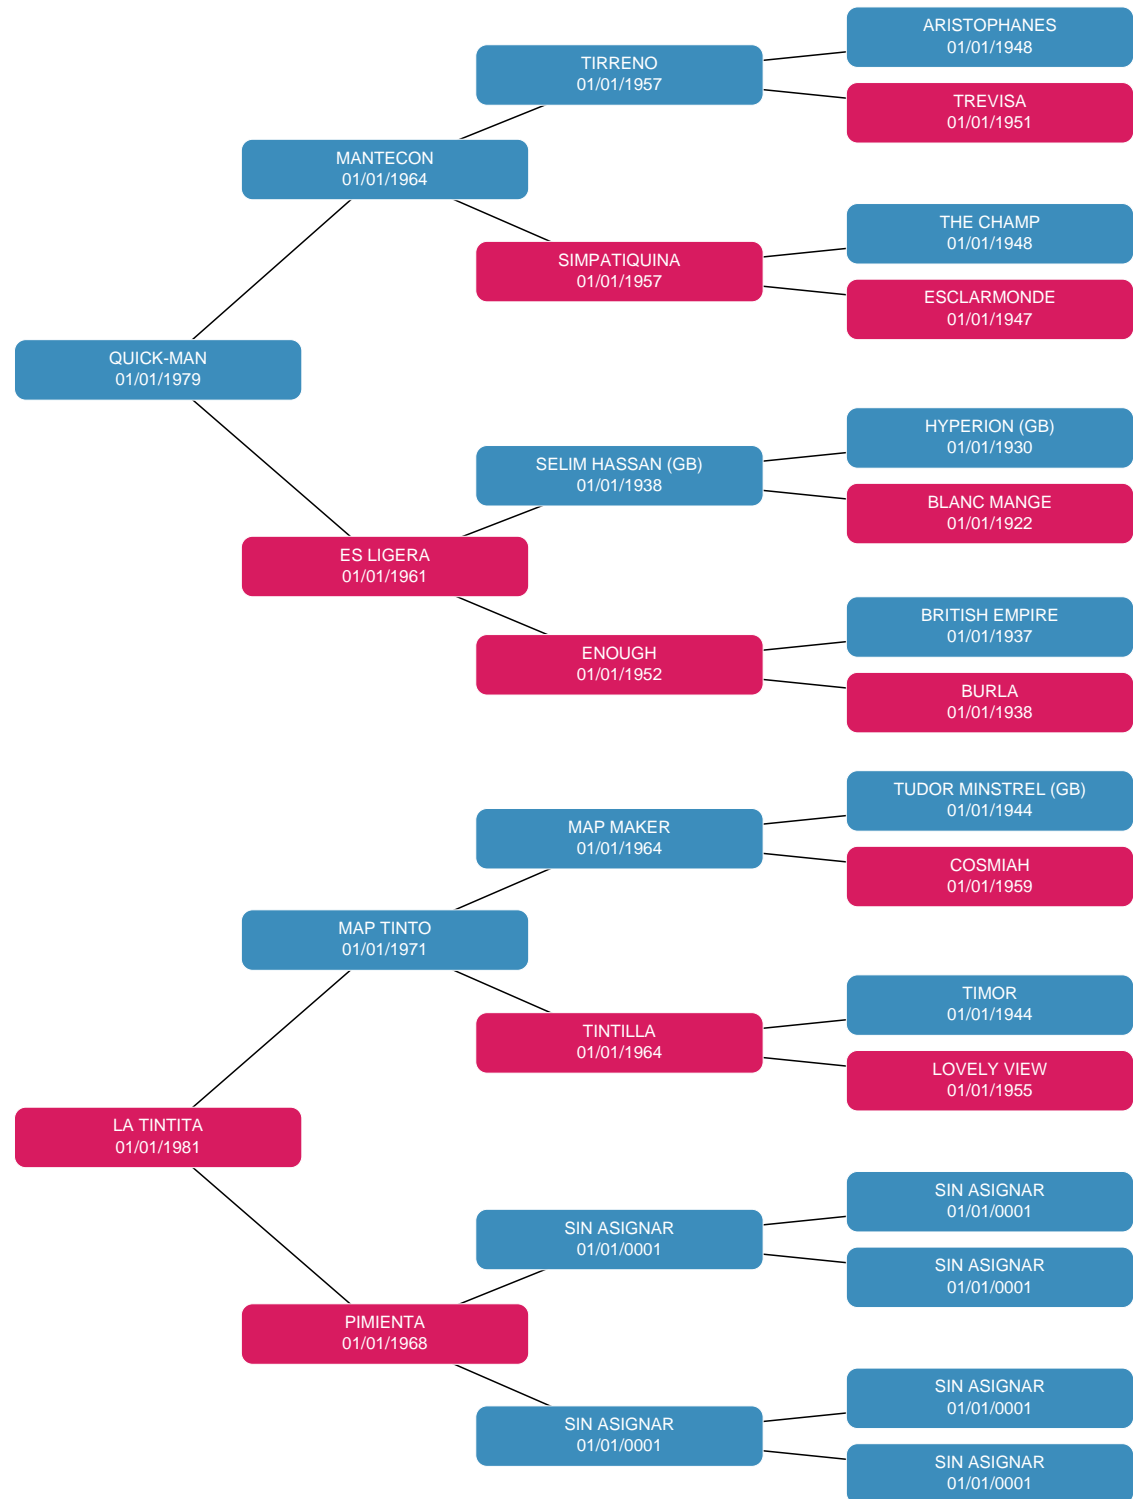 ARISTOPHANES
01/01/1948
TIRRENO
01/01/1957
TREVISA
01/01/1951
MANTECON
01/01/1964
THE CHAMP
01/01/1948
SIMPATIQUINA
01/01/1957
ESCLARMONDE
01/01/1947
QUICK-MAN
01/01/1979
HYPERION (GB)
01/01/1930
SELIM HASSAN (GB)
01/01/1938
BLANC MANGE
01/01/1922
ES LIGERA
01/01/1961
BRITISH EMPIRE
01/01/1937
ENOUGH
01/01/1952
BURLA
01/01/1938
TUDOR MINSTREL (GB)
01/01/1944
MAP MAKER
01/01/1964
COSMIAH
01/01/1959
MAP TINTO
01/01/1971
TIMOR
01/01/1944
TINTILLA
01/01/1964
LOVELY VIEW
01/01/1955
LA TINTITA
01/01/1981
SIN ASIGNAR
01/01/0001
SIN ASIGNAR
01/01/0001
SIN ASIGNAR
01/01/0001
PIMIENTA
01/01/1968
SIN ASIGNAR
01/01/0001
SIN ASIGNAR
01/01/0001
SIN ASIGNAR
01/01/0001